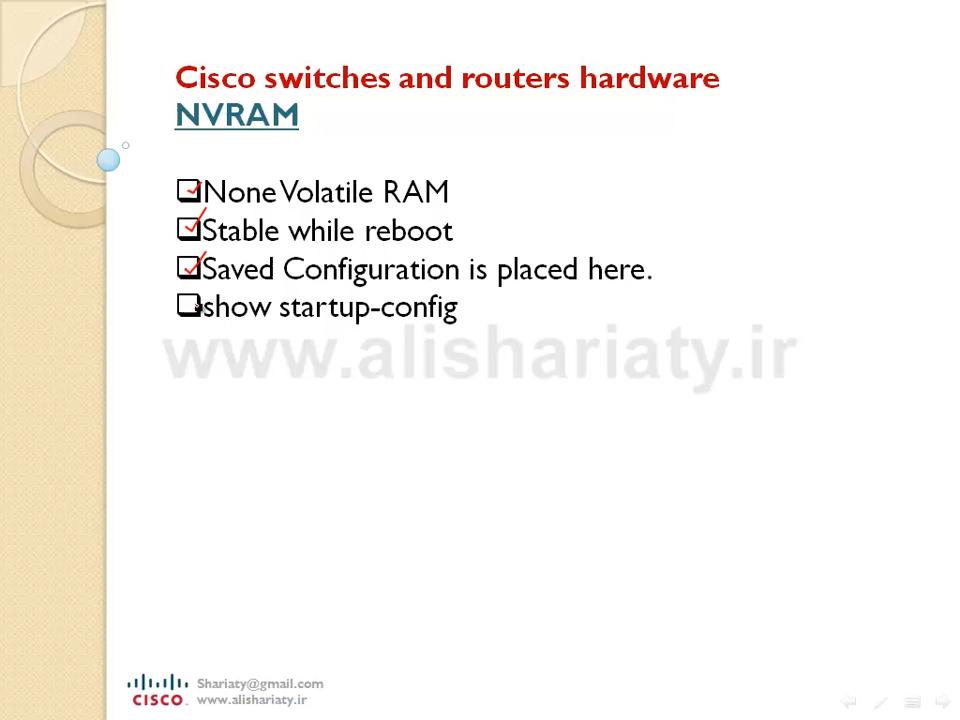 Cisco switches and routers hardware
NVRAM
None Volatile RAM
Stable while reboot
Saved Configuration is placed here.
show startup-config
www.alishariaty.ir
Shariaty@gmail.com
CISCO www.alishariaty.ir